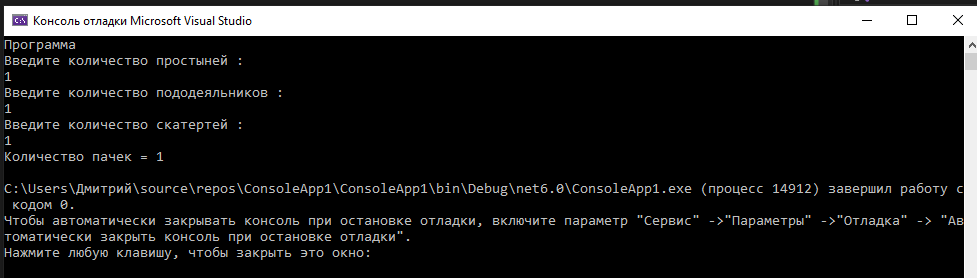 Консоль отладки Microsoft Visual Studio
Программа
Введите количество простыней :
1
Введите количество пододеяльников :
1
Введите количество скатертей :
1
Количество пачек = 1
C:\Users\Дмитрий\source\repos\ConsoleApp1\ConsoleApp1\bin\Debug\net6.0\ConsoleApp1.exe (процесс 14912) завершил работу с
кодом 0.
Чтобы автоматически закрывать консоль при остановке отладки, включите параметр "Сервис" ->"Параметры" ->"Отладка" -> "Ав
томатически закрыть консоль при остановке отладки".
Нажмите любую клавишу, чтобы закрыть это окно: